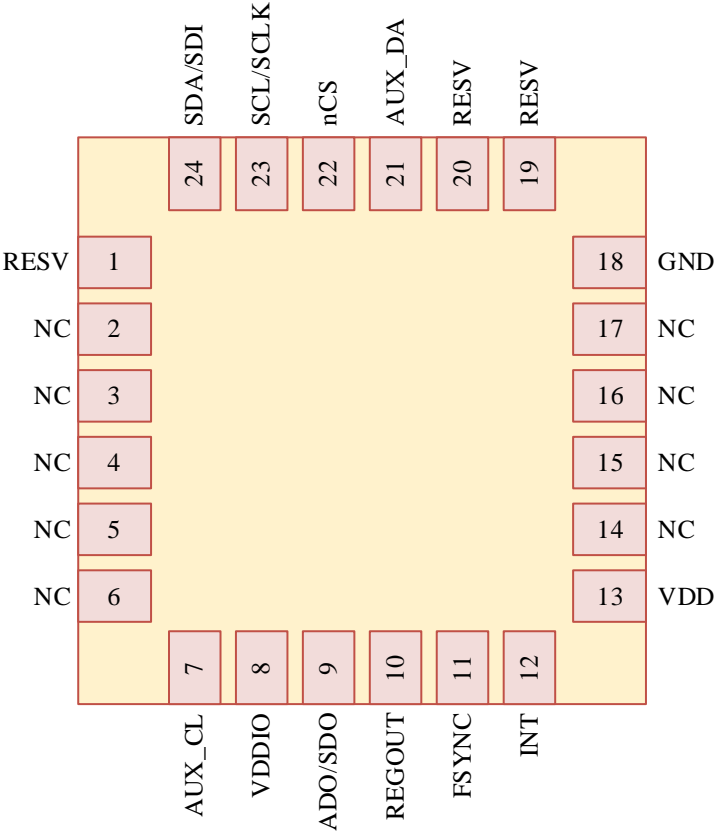 SDA/SDI
SCL/SCLK
nCS
AUX_DA
RESV
RESV
24
23
22
21
20
19
RESV 1
18 GND
NC 2
17 NC
NC 3
16 NC
NC 4
15 NC
NC 5
14 NC
NC 6
13 VDD
7
8
9
10
11
12
AUX_CL
VDDIO
ADO/SDO
REGOUT
FSYNC
INT